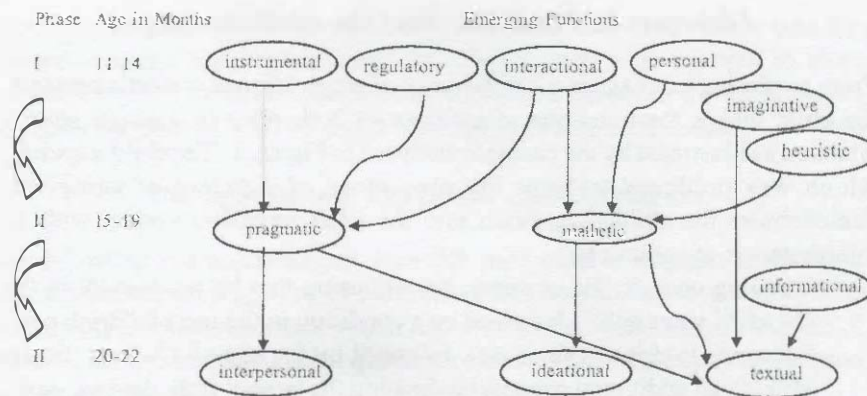 Phase Age in Months Emerging Functions
I 11-14 instrumental regulatory interactional personal
imaginative
heuristic
II 15-19 pragmatic mathetic
informational
II 20-22 interpersonal ideational textual